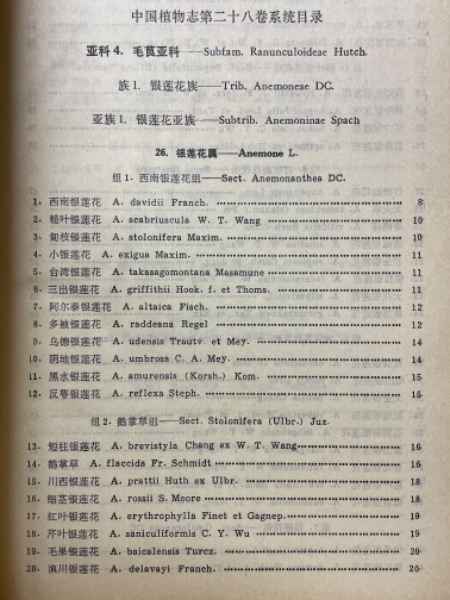 中国植物志第二十八卷系统目录
亚科4. 毛茛亚科——Subfam. Ranunculoideae Hutch.
族1. 银莲花族——Trib. Anemoneae DC.
亚族1. 银莲花亚族——Subtrib. Anemoninae Spach
26. 银莲花属——Anemone L.
组1. 西南银莲花组——Sect. Anemonanthea DC.
1. 西南银莲花 A. davidii Franch. 8
2. 糙叶银莲花 A. scabriuscula W. T. Wang 10
3. 匐枝银莲花 A. stolonifera Maxim. 10
4. 小银莲花 A. exigua Maxim. 11
5. 台湾银莲花 A. takasagomontana Masamune 11
6. 三出银莲花 A. griffithii Hook. f. et Thoms. 11
7. 阿尔泰银莲花 A. altaica Fisch. 12
8. 多被银莲花 A. raddeana Regel 12
9. 乌德银莲花 A. udensis Trautv. et Mey. 14
10. 阴地银莲花 A. umbrosa C. A. Mey. 14
11. 黑水银莲花 A. amurensis (Korsh.) Kom. 15
12. 反萼银莲花 A. reflexa Steph. 15
组2. 鹅掌草组——Sect. Stolonifera (Ulbr.) Juz.
13. 短柱银莲花 A. brevistyla Chang ex W. T. Wang 16
14. 鹅掌草 A. flaccida Fr. Schmidt 16
15. 川西银莲花 A. prattii Huth ex Ulbr. 18
16. 细茎银莲花 A. rossii S. Moore 18
17. 红叶银莲花 A. erythrophylla Finet et Gagnep. 19
18. 芹叶银莲花 A. saniculiformis C. Y. Wu 19
19. 毛果银莲花 A. baicalensis Turcz. 20
20. 滇川银莲花 A. delavayi Franch. 20